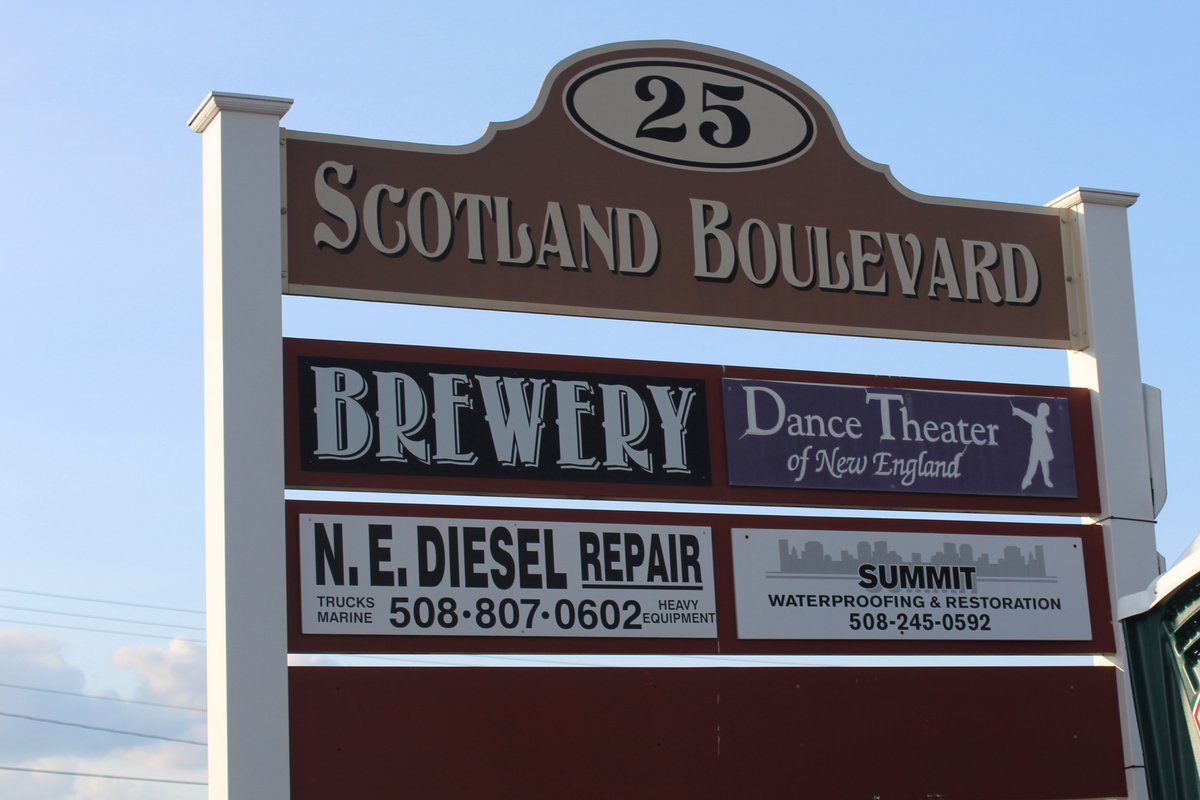 25
SCOTLAND BOULEVARD
BREWERY
Dance Theater
of New England
N. E. DIESEL REPAIR
TRUCKS
MARINE
508·807·0602
HEAVY
EQUIPMENT
SUMMIT
WATERPROOFING & RESTORATION
508-245-0592